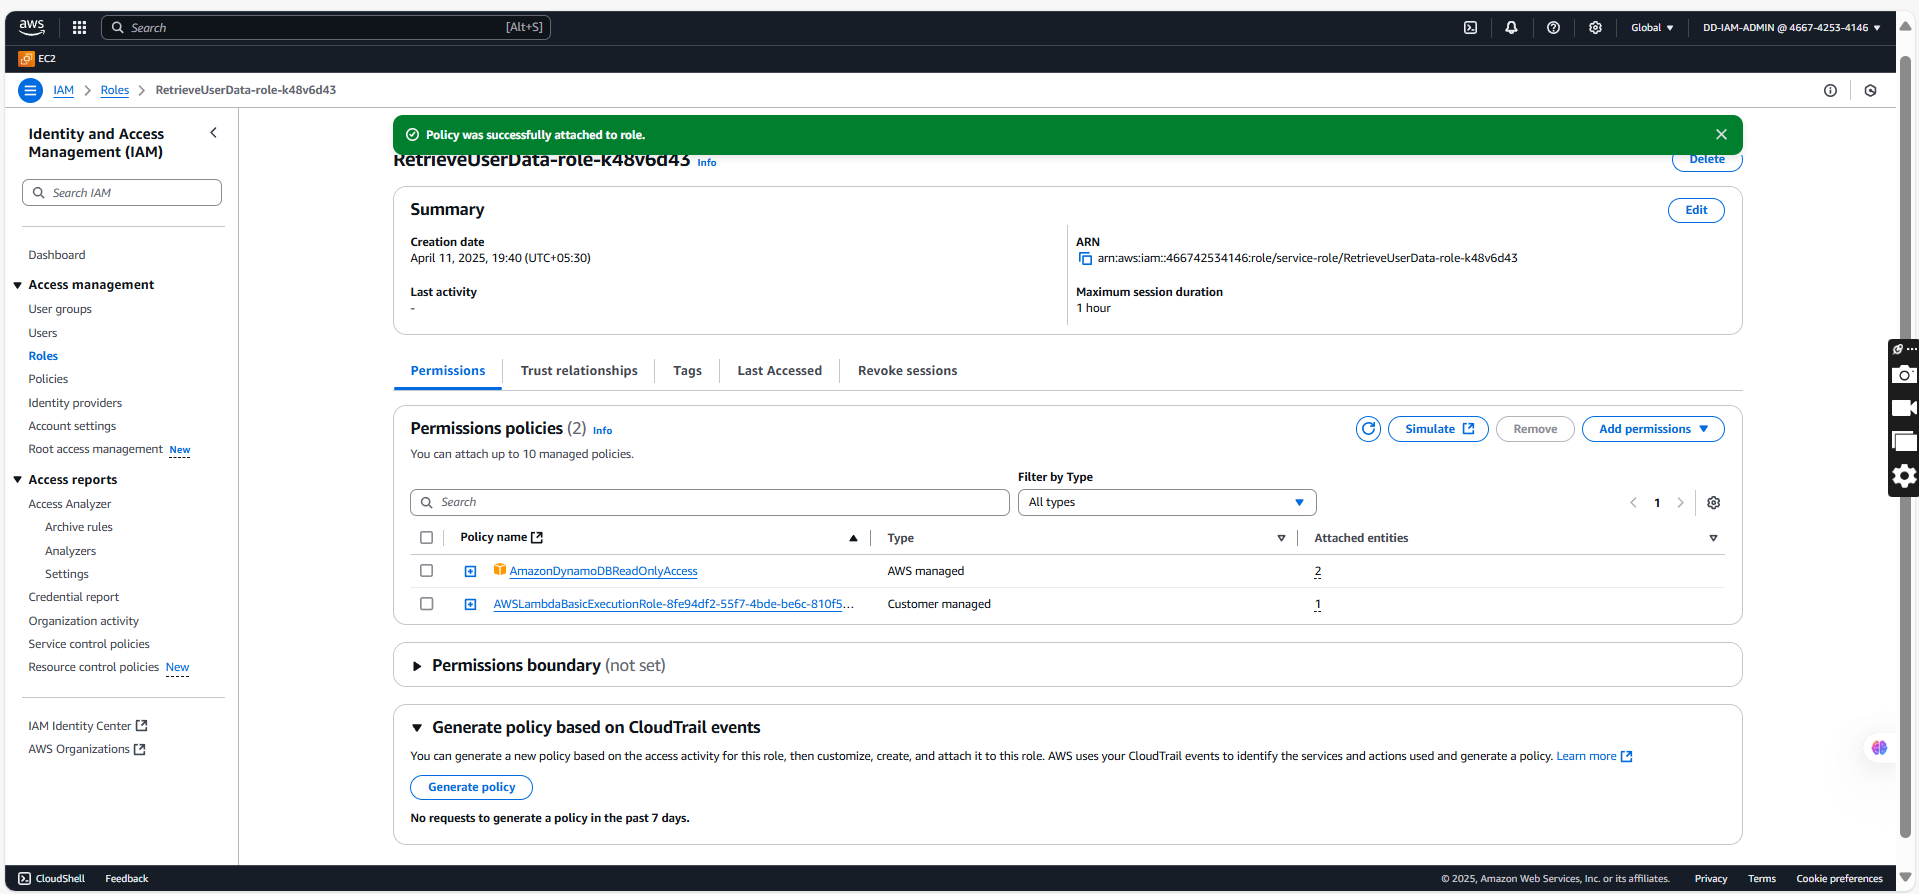 aws
Search
[Alt+S]
Global
DD-IAM-ADMIN @ 4667-4253-4146
EC2
IAM
Roles
RetrieveUserData-role-k48v6d43
Identity and Access
Management (IAM)
Search IAM
Dashboard
Access management
User groups
Users
Roles
Policies
Identity providers
Account settings
Root access management New
Access reports
Access Analyzer
Archive rules
Analyzers
Settings
Credential report
Organization activity
Service control policies
Resource control policies New
IAM Identity Center
AWS Organizations
Policy was successfully attached to role.
RetrieveUserData-role-k48v6d43 Info
Delete
Summary
Edit
Creation date
April 11, 2025, 19:40 (UTC+05:30)
ARN
arn:aws:iam::466742534146:role/service-role/RetrieveUserData-role-k48v6d43
Last activity
-
Maximum session duration
1 hour
Permissions
Trust relationships
Tags
Last Accessed
Revoke sessions
Permissions policies (2) Info
Simulate
Remove
Add permissions
You can attach up to 10 managed policies.
Filter by Type
Search
All types
1
Policy name
Type
Attached entities
AmazonDynamoDBReadOnlyAccess
AWS managed
2
AWSLambdaBasicExecutionRole-8fe94df2-55f7-4bde-be6c-810f5...
Customer managed
1
Permissions boundary (not set)
Generate policy based on CloudTrail events
You can generate a new policy based on the access activity for this role, then customize, create, and attach it to this role. AWS uses your CloudTrail events to identify the services and actions used and generate a policy. Learn more
Generate policy
No requests to generate a policy in the past 7 days.
CloudShell
Feedback
© 2025, Amazon Web Services, Inc. or its affiliates.
Privacy
Terms
Cookie preferences